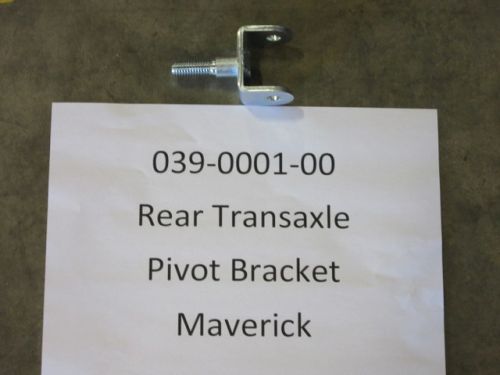 039-0001-00
Rear Transaxle
Pivot Bracket
Maverick